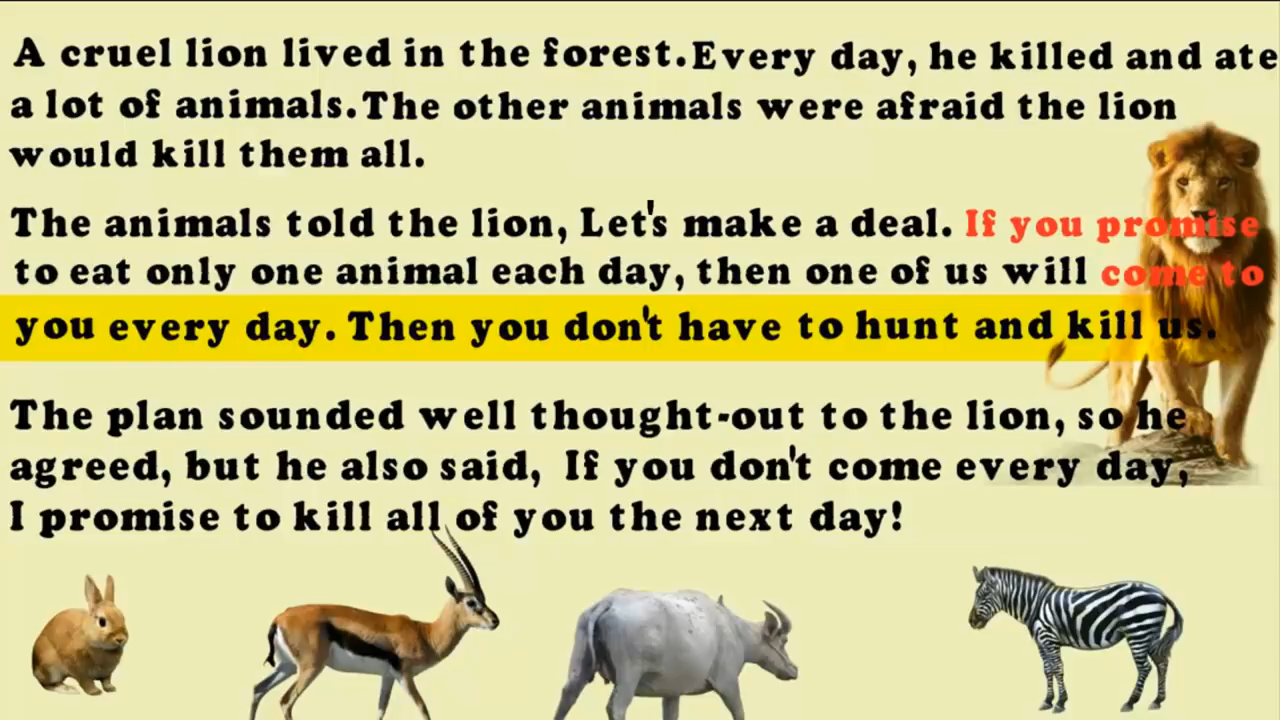 A cruel lion lived in the forest.Every day, he killed and ate
a lot of animals.The other animals were afraid the lion
would kill them all.
The animals told the lion, Let's make a deal. If you promise
to eat only one animal each day, then one of us will come to
you every day. Then you don't have to hunt and kill us.
The plan sounded well thought-out to the lion, so he
agreed, but he also said, If you don't come every day,
I promise to kill all of you the next day!